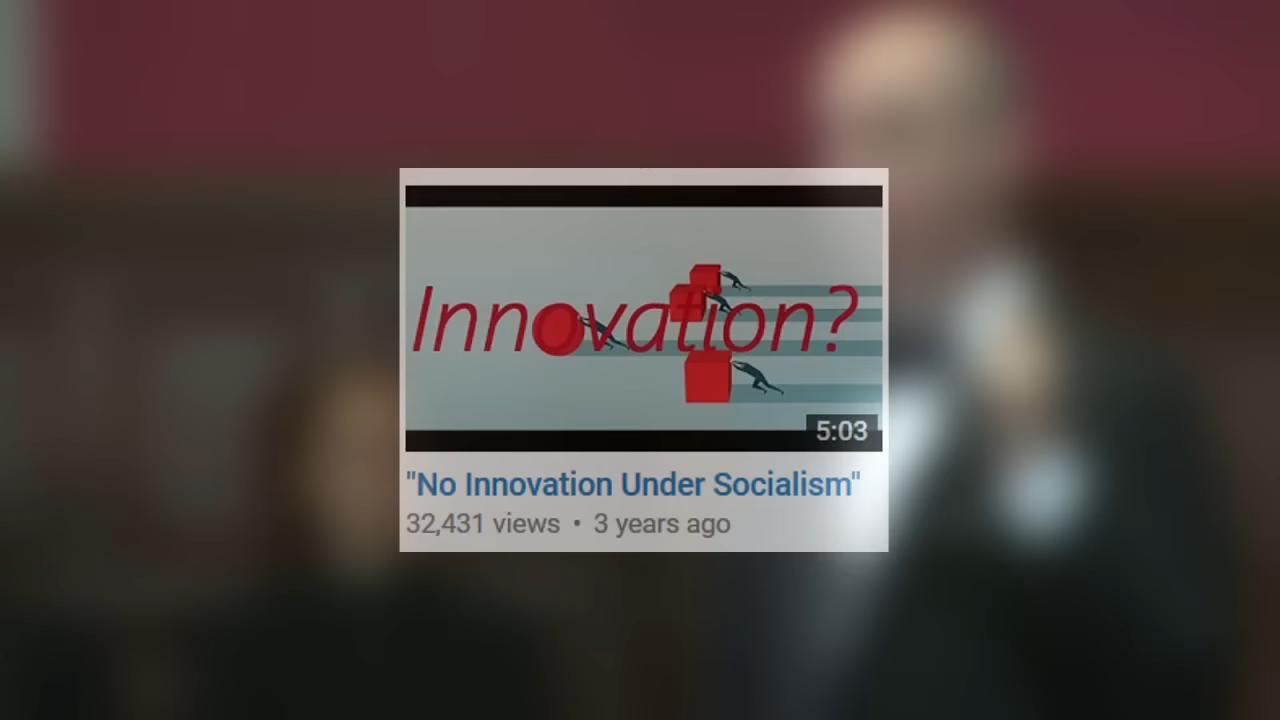 Innovation?
5:03
"No Innovation Under Socialism"
32,431 views • 3 years ago